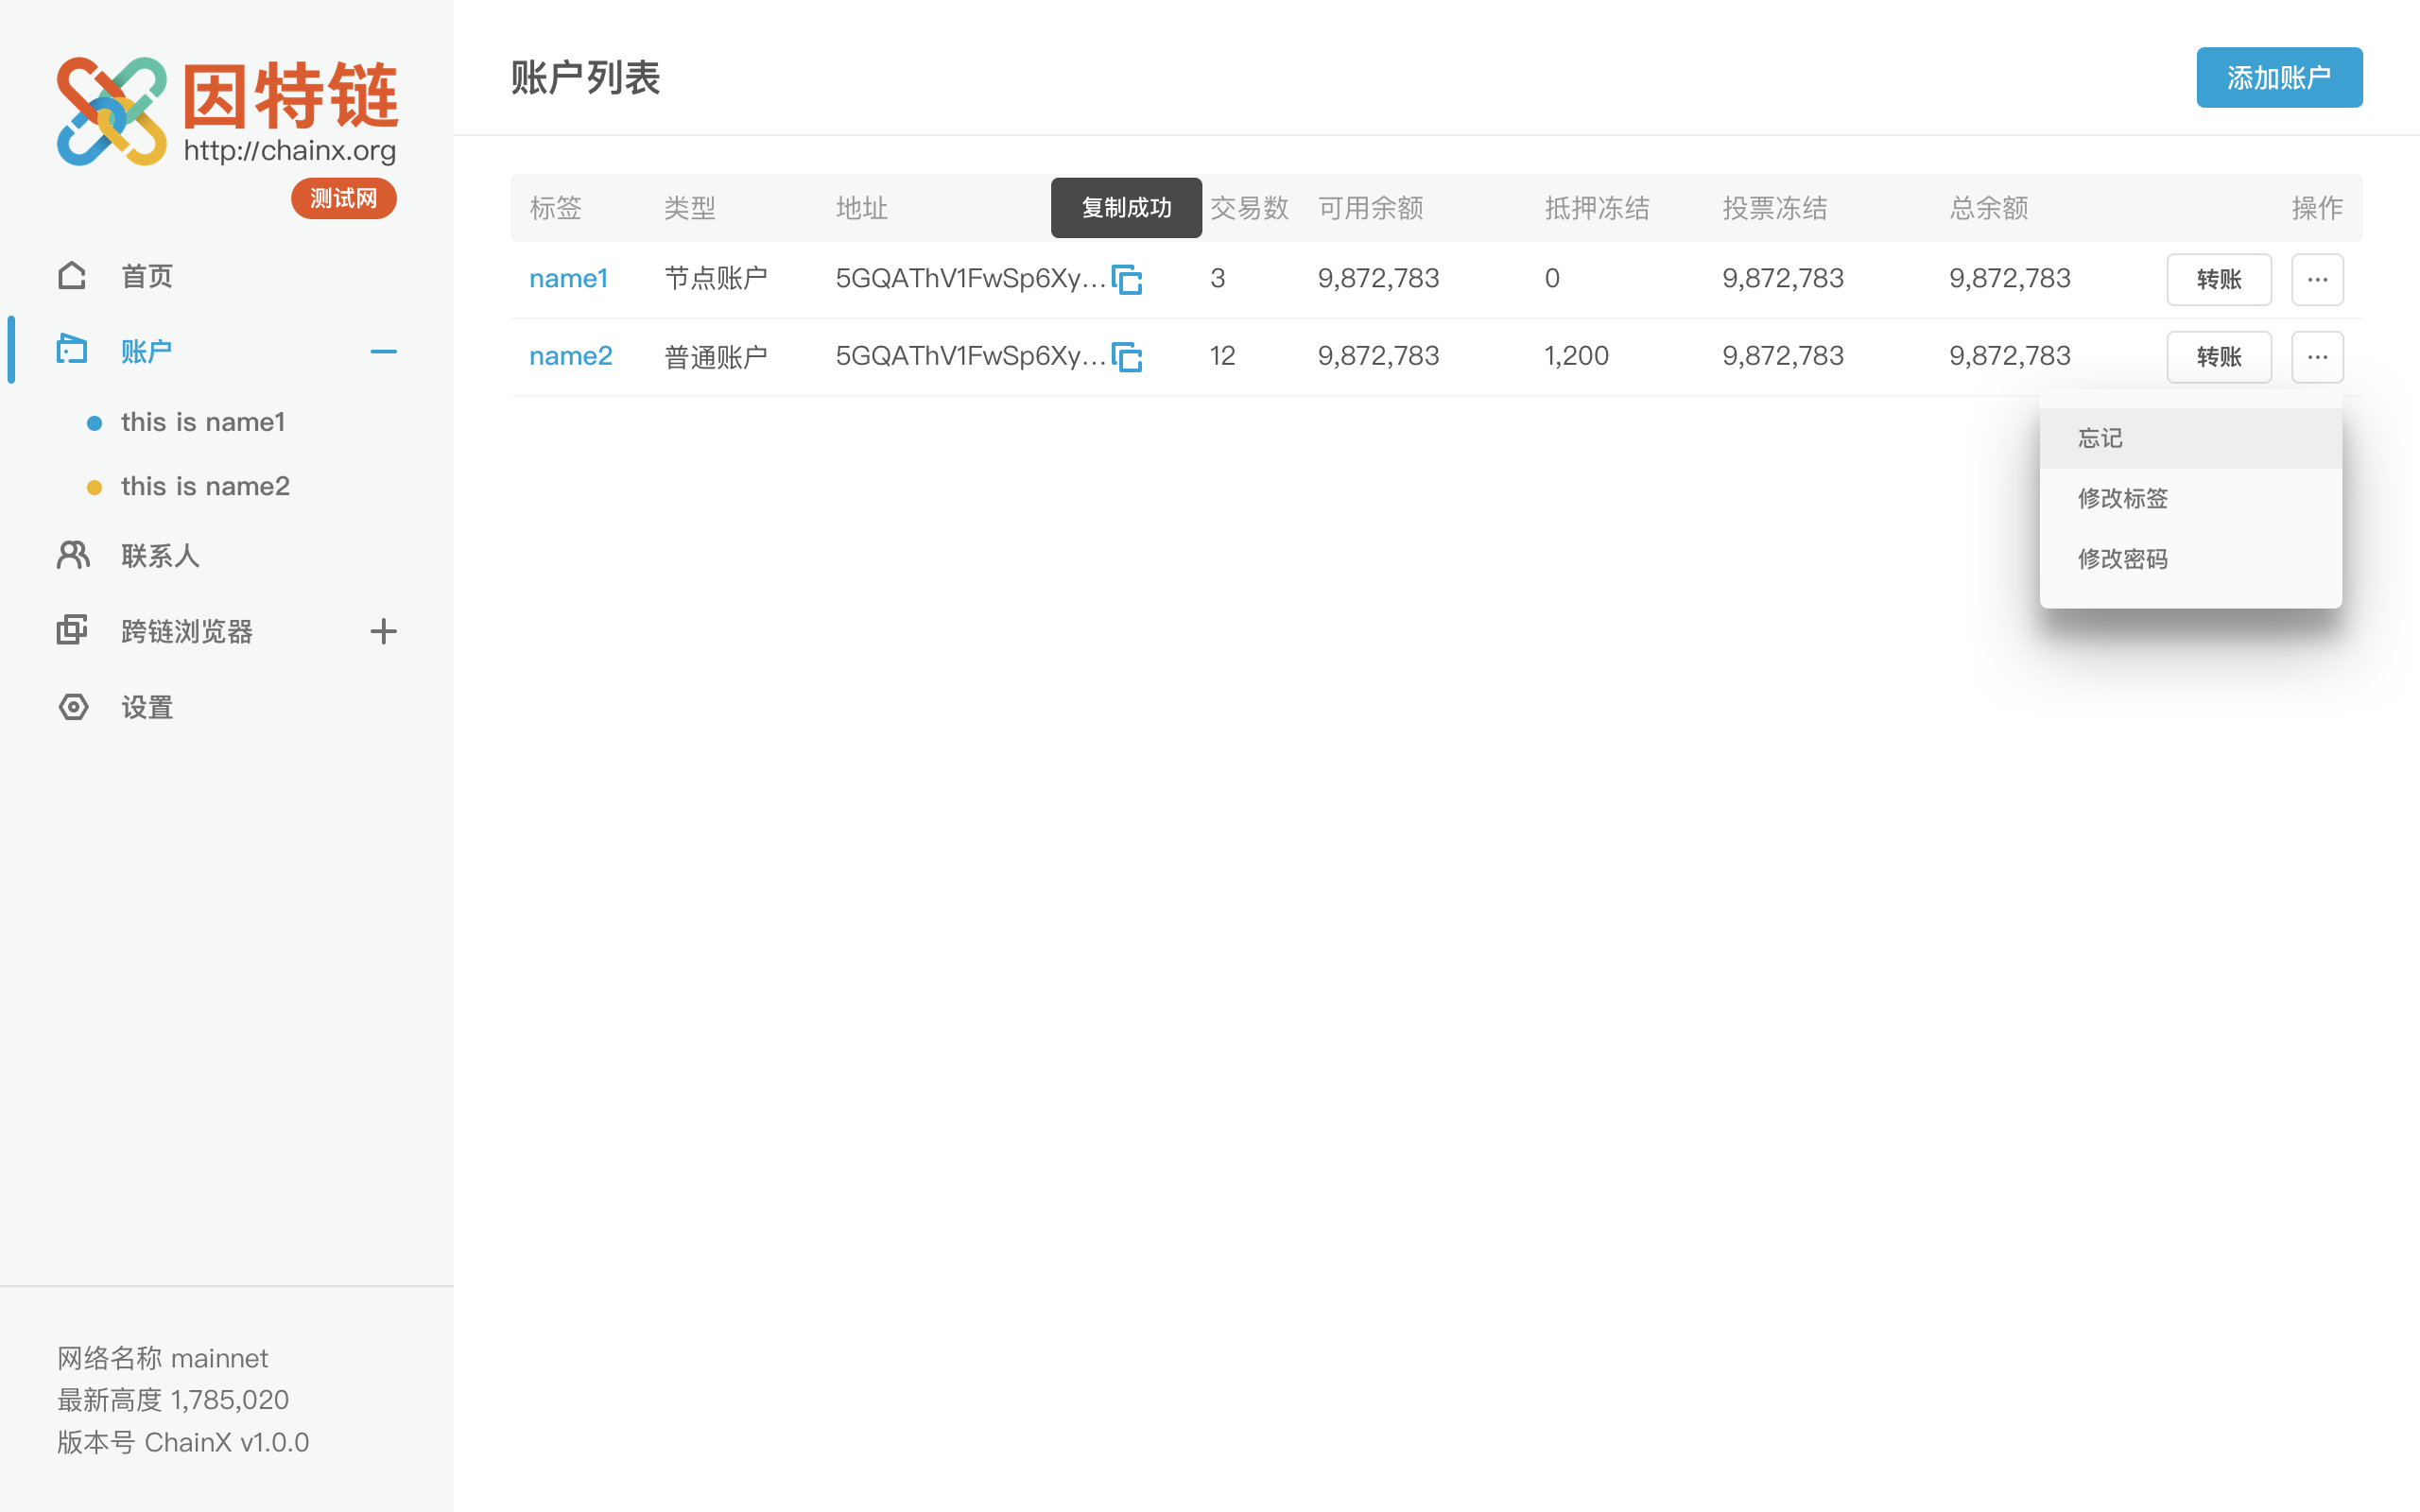 因特链
http://chainx.org
测试网
首页
账户
this is name1
this is name2
联系人
跨链浏览器
设置
网络名称 mainnet
最新高度 1,785,020
版本号 ChainX v1.0.0
账户列表
添加账户
标签 类型 地址 复制成功 交易数 可用余额 抵押冻结 投票冻结 总余额 操作
name1 节点账户 5GQAThV1FwSp6Xy... 3 9,872,783 0 9,872,783 9,872,783 转账 ...
name2 普通账户 5GQAThV1FwSp6Xy... 12 9,872,783 1,200 9,872,783 9,872,783 转账 ...
忘记
修改标签
修改密码